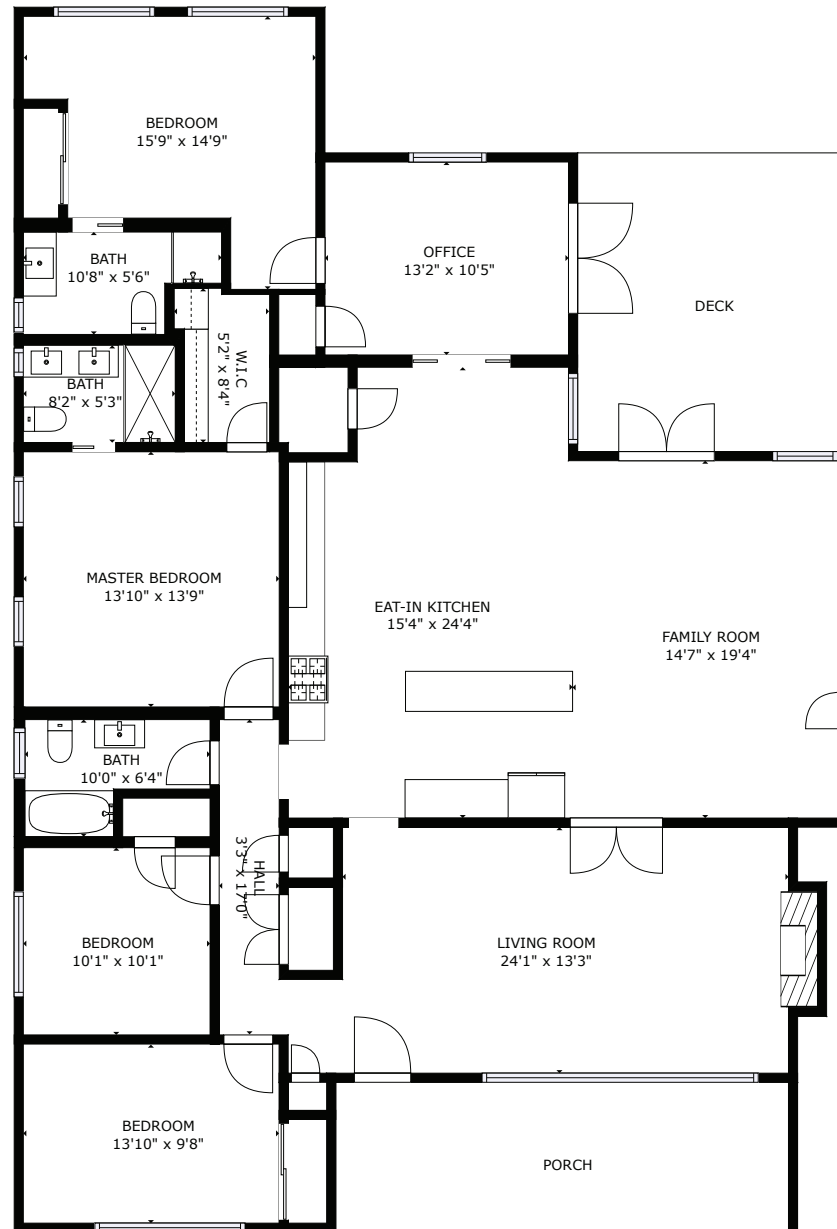 BEDROOM
15'9" x 14'9"
OFFICE
13'2" x 10'5"
BATH
10'8" x 5'6"
DECK
W.I.C
5'2" x 8'4"
BATH
8'2" x 5'3"
MASTER BEDROOM
13'10" x 13'9"
EAT-IN KITCHEN
15'4" x 24'4"
FAMILY ROOM
14'7" x 19'4"
BATH
10'0" x 6'4"
HALL
3'3" x 17'0"
BEDROOM
10'1" x 10'1"
LIVING ROOM
24'1" x 13'3"
BEDROOM
13'10" x 9'8"
PORCH